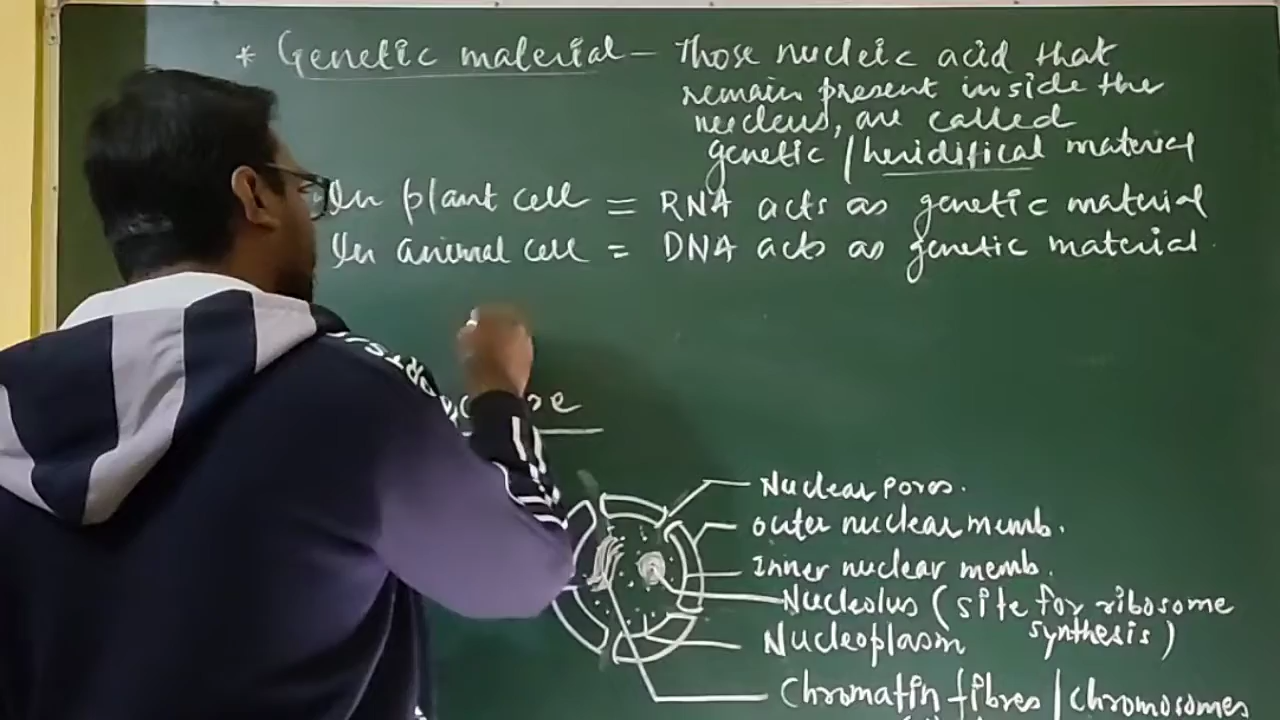 * Genetic material — Those nucleic acid that
remain present inside the
nucleus, are called
genetic / heridifical material
In plant cell = RNA acts as genetic material
In animal cell = DNA acts as genetic material
Nuclear Pores.
outer nuclear memb.
Inner nuclear memb.
Nucleolus (site for ribosome
synthesis)
Nucleoplasm
Chromatin fibres / chromosomes